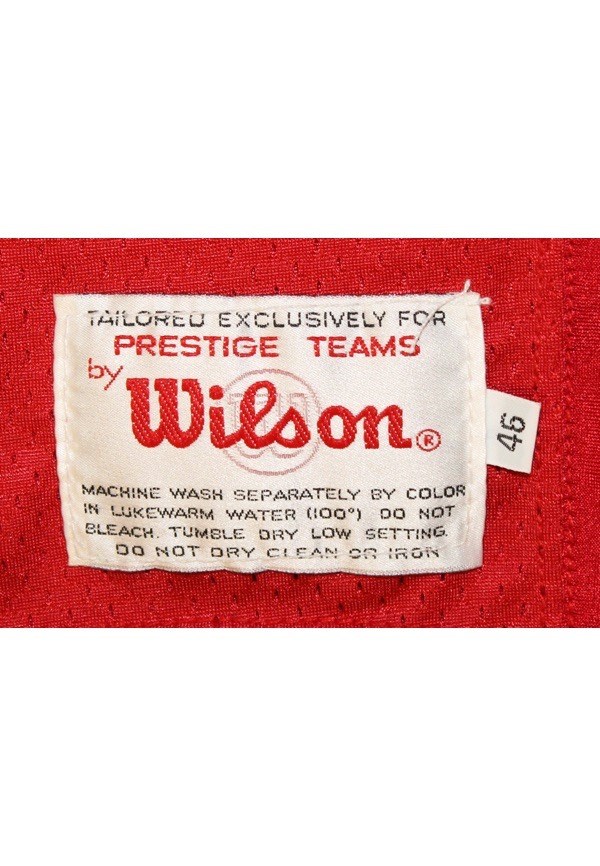 TAILORED EXCLUSIVELY FOR
PRESTIGE TEAMS
by
Wilson®
46
MACHINE WASH SEPARATELY BY COLOR
IN LUKEWARM WATER (100°) DO NOT
BLEACH. TUMBLE DRY LOW SETTING.
DO NOT DRY CLEAN OR IRON